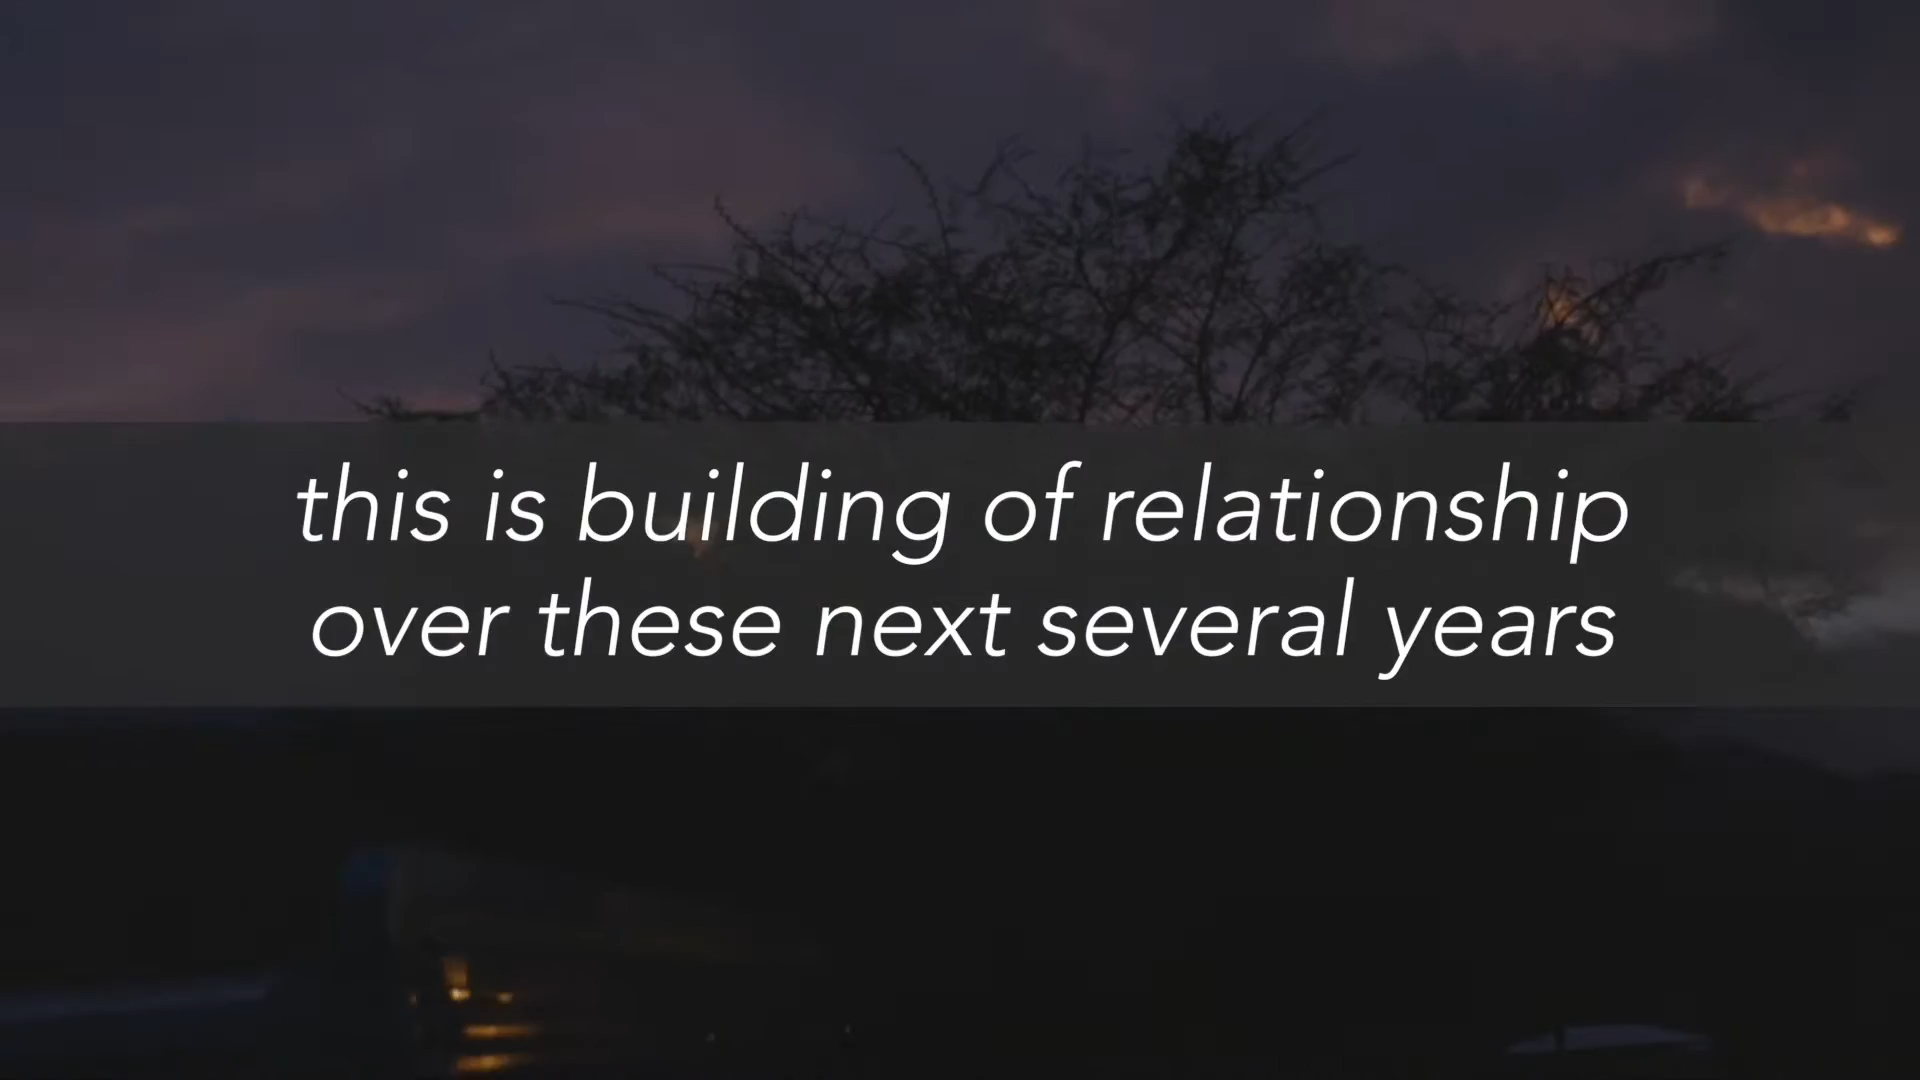 this is building of relationship
over these next several years